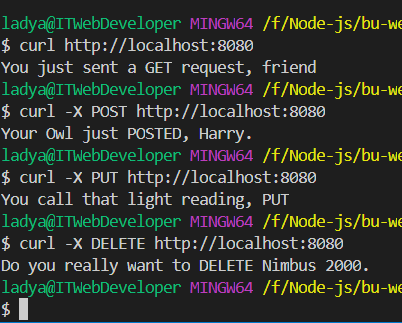 ladya@ITWebDeveloper MINGW64 /f/Node-js/bu-we
$ curl http://localhost:8080
You just sent a GET request, friend
ladya@ITWebDeveloper MINGW64 /f/Node-js/bu-we
$ curl -X POST http://localhost:8080
Your Owl just POSTED, Harry.
ladya@ITWebDeveloper MINGW64 /f/Node-js/bu-we
$ curl -X PUT http://localhost:8080
You call that light reading, PUT
ladya@ITWebDeveloper MINGW64 /f/Node-js/bu-we
$ curl -X DELETE http://localhost:8080
Do you really want to DELETE Nimbus 2000.
ladya@ITWebDeveloper MINGW64 /f/Node-js/bu-we
$